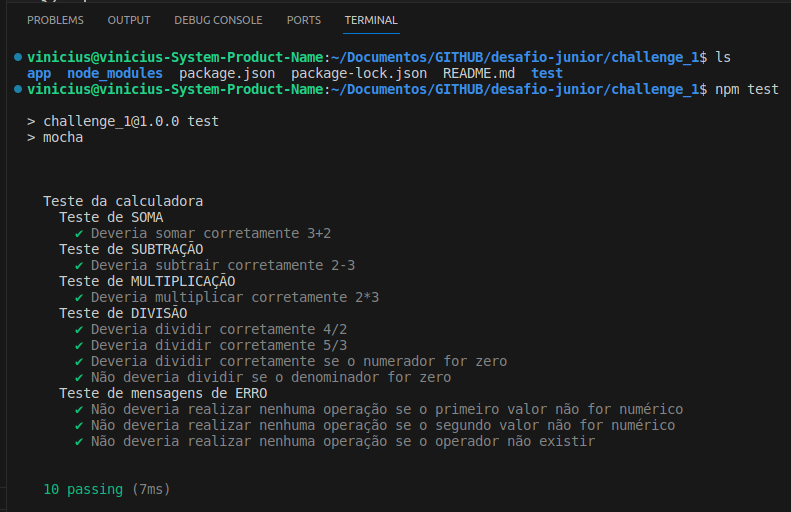 PROBLEMS OUTPUT DEBUG CONSOLE PORTS TERMINAL
vinicius@vinicius-System-Product-Name:~/Documentos/GITHUB/desafio-junior/challenge_1$ ls
app node_modules package.json package-lock.json README.md test
vinicius@vinicius-System-Product-Name:~/Documentos/GITHUB/desafio-junior/challenge_1$ npm test
> challenge_1@1.0.0 test
> mocha
Teste da calculadora
Teste de SOMA
✔ Deveria somar corretamente 3+2
Teste de SUBTRAÇÃO
✔ Deveria subtrair corretamente 2-3
Teste de MULTIPLICAÇÃO
✔ Deveria multiplicar corretamente 2*3
Teste de DIVISÃO
✔ Deveria dividir corretamente 4/2
✔ Deveria dividir corretamente 5/3
✔ Deveria dividir corretamente se o numerador for zero
✔ Não deveria dividir se o denominador for zero
Teste de mensagens de ERRO
✔ Não deveria realizar nenhuma operação se o primeiro valor não for numérico
✔ Não deveria realizar nenhuma operação se o segundo valor não for numérico
✔ Não deveria realizar nenhuma operação se o operador não existir
10 passing (7ms)